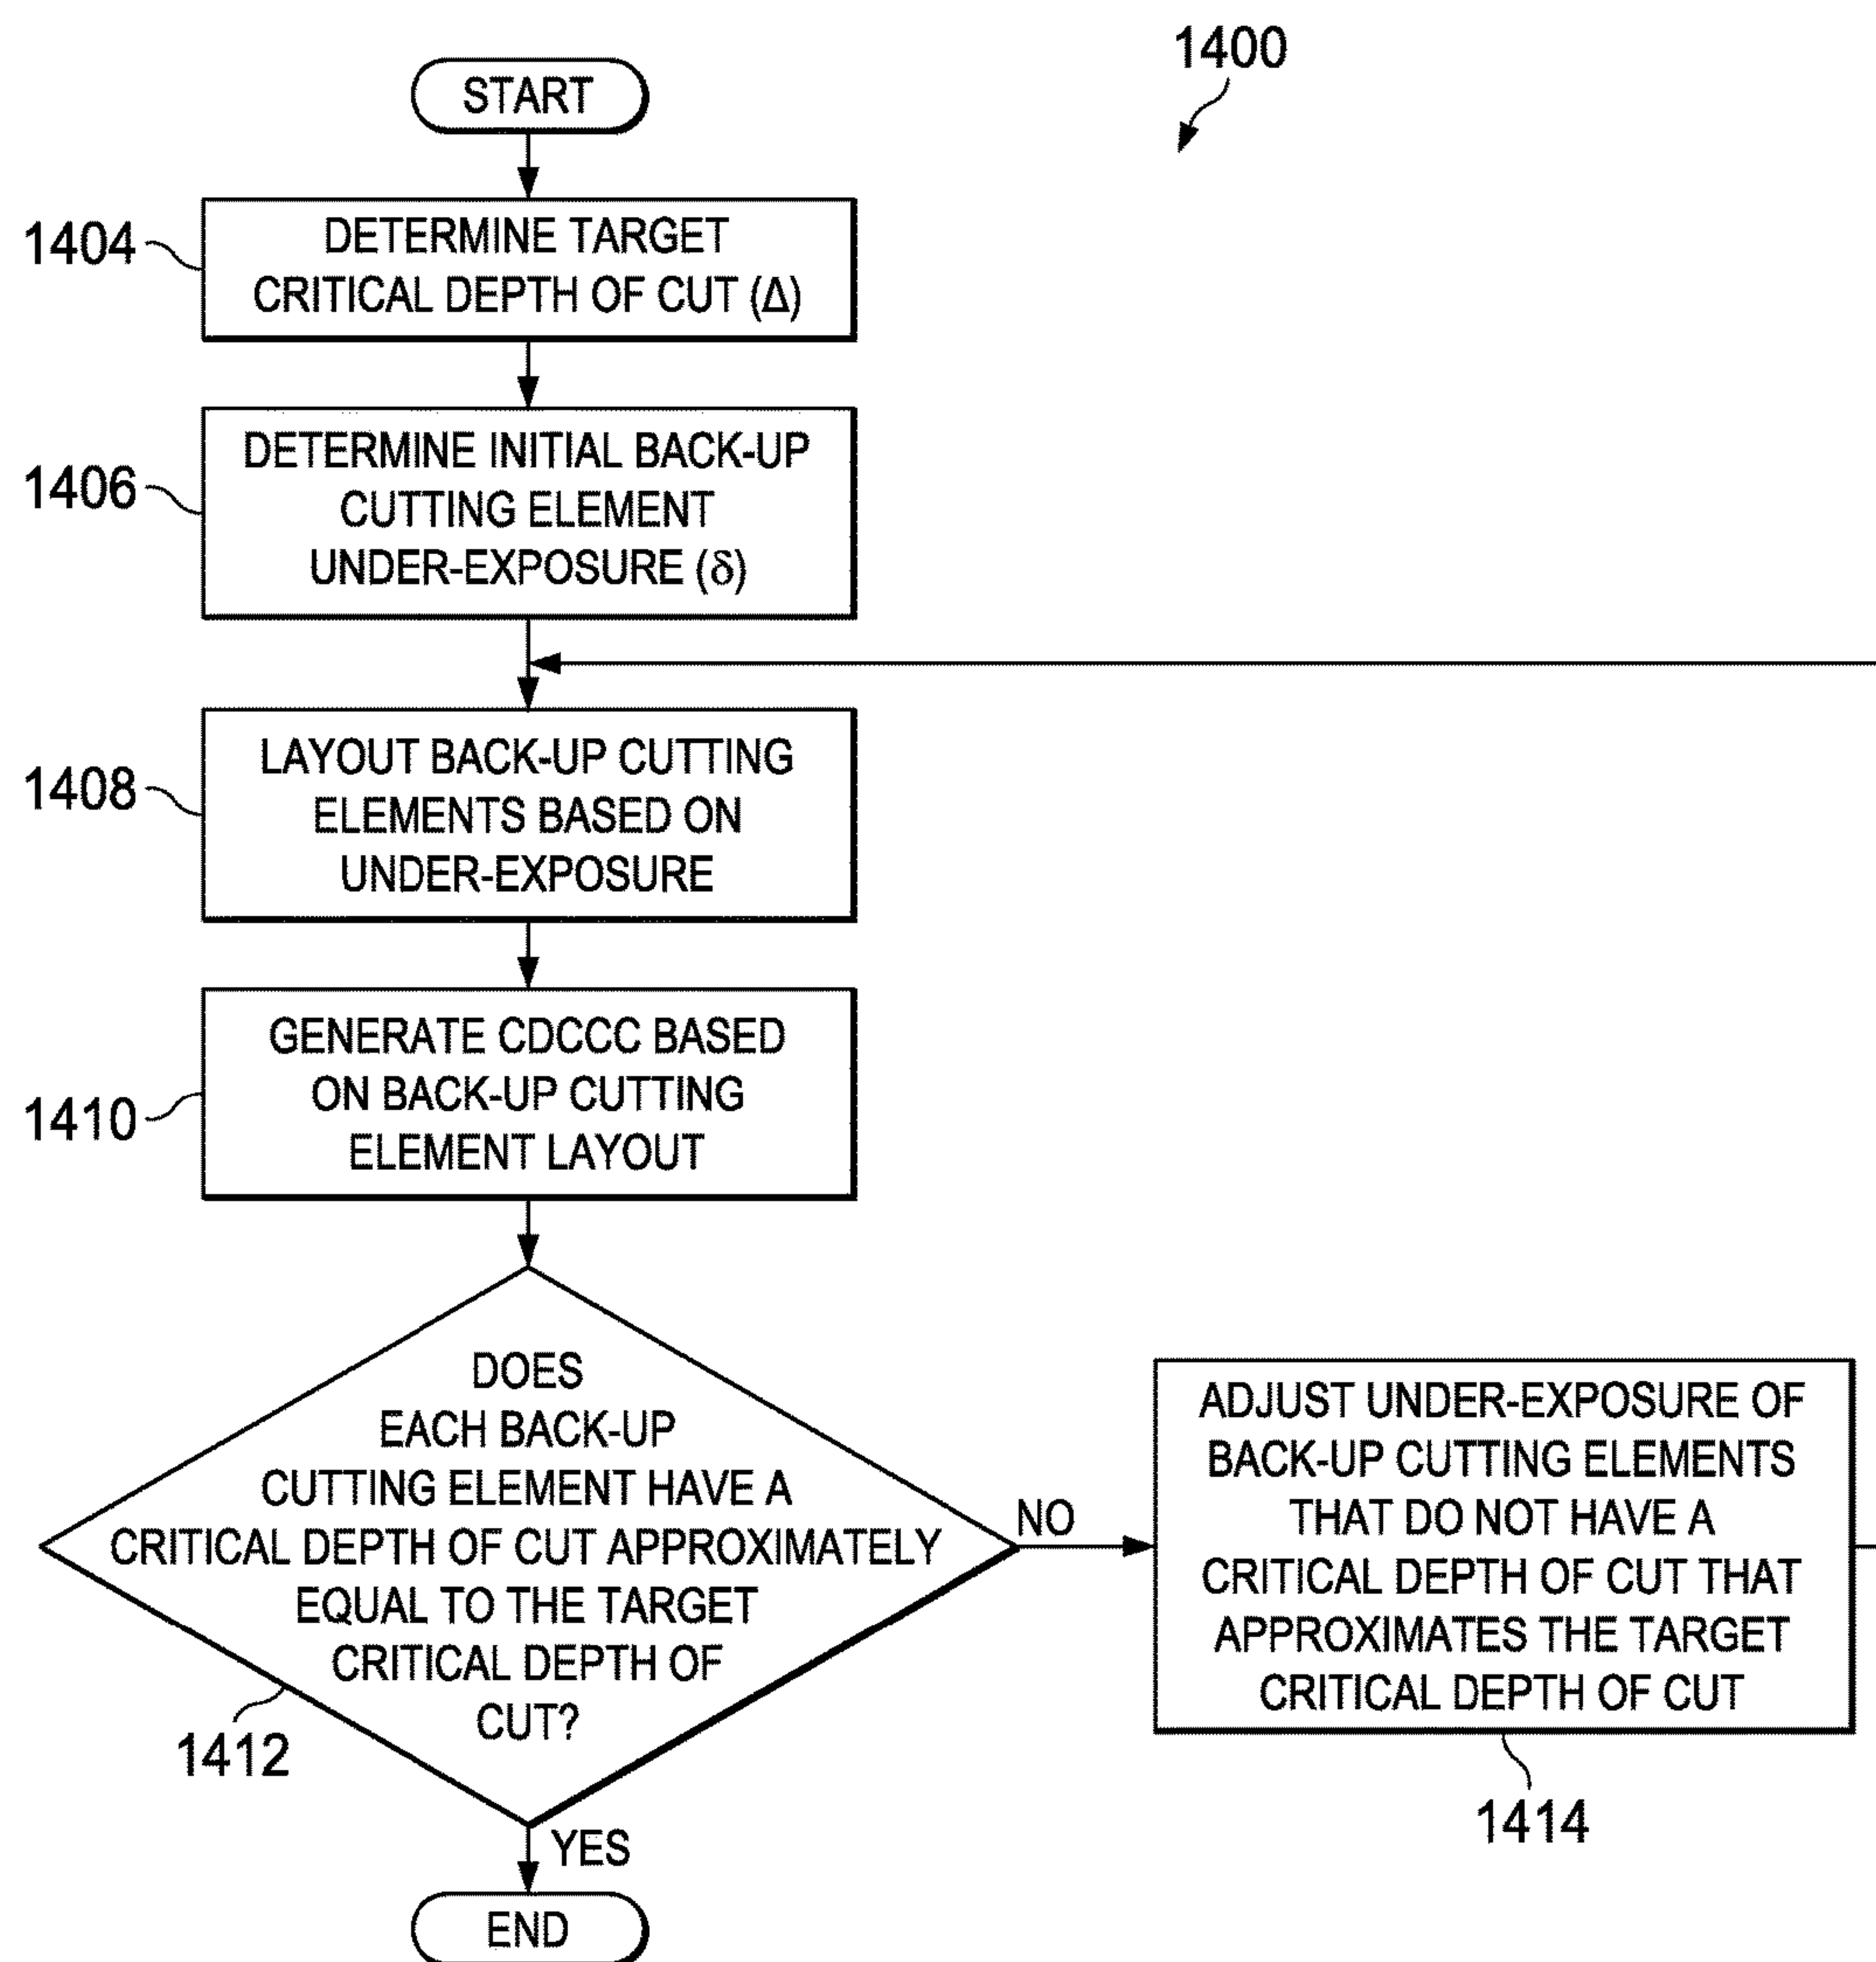 1400
START
1404
DETERMINE TARGET
CRITICAL DEPTH OF CUT (Δ)
1406
DETERMINE INITIAL BACK-UP
CUTTING ELEMENT
UNDER-EXPOSURE (δ)
1408
LAYOUT BACK-UP CUTTING
ELEMENTS BASED ON
UNDER-EXPOSURE
1410
GENERATE CDCCC BASED
ON BACK-UP CUTTING
ELEMENT LAYOUT
DOES
EACH BACK-UP
CUTTING ELEMENT HAVE A
CRITICAL DEPTH OF CUT APPROXIMATELY
EQUAL TO THE TARGET
CRITICAL DEPTH OF
CUT?
1412
NO
ADJUST UNDER-EXPOSURE OF
BACK-UP CUTTING ELEMENTS
THAT DO NOT HAVE A
CRITICAL DEPTH OF CUT THAT
APPROXIMATES THE TARGET
CRITICAL DEPTH OF CUT
1414
YES
END